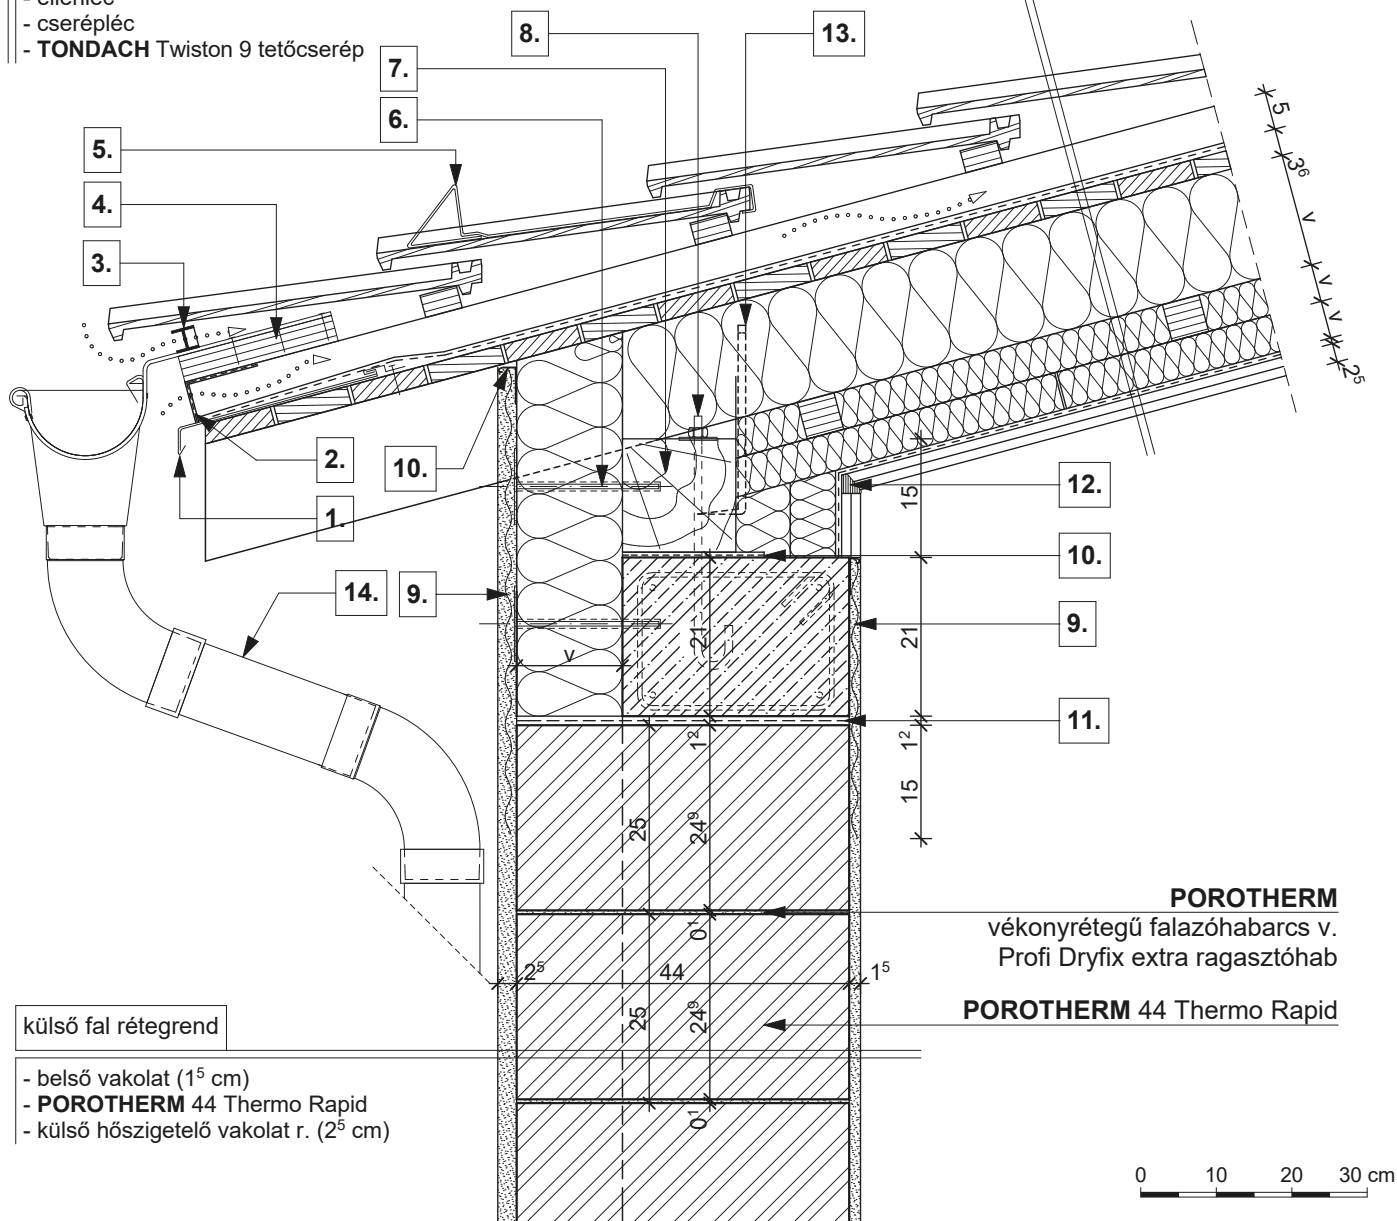 - ellenléc
- cserépléc
- TONDACH Twiston 9 tetőcserép
8.
13.
7.
6.
5.
4.
3.
2.
10.
1.
14.
9.
12.
10.
9.
11.
5
3⁶
v
v
v
v
2⁵
15
21
1²
15
v
21
1²
25
24⁹
0¹
2⁵
44
1⁵
25
24⁹
0¹
POROTHERM
vékonyrétegű falazóhabarcs v.
Profi Dryfix extra ragasztóhab
POROTHERM 44 Thermo Rapid
külső fal rétegrend
- belső vakolat (1⁵ cm)
- POROTHERM 44 Thermo Rapid
- külső hőszigetelő vakolat r. (2⁵ cm)
0 10 20 30 cm